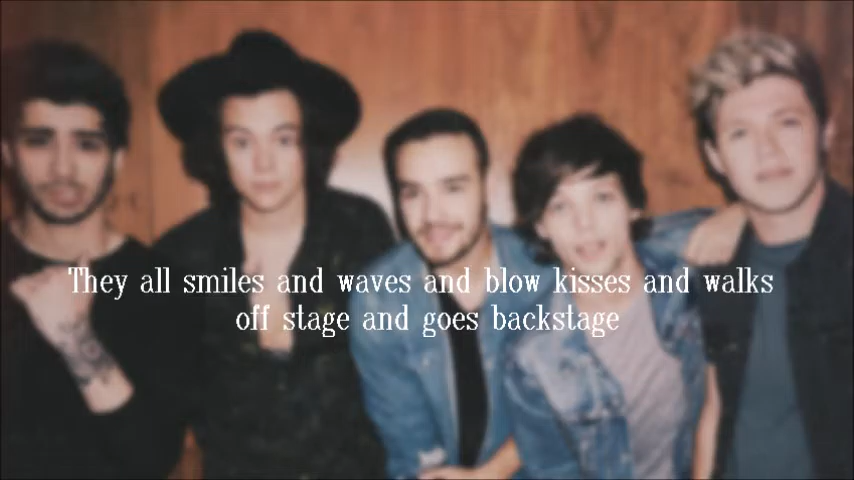 They all smiles and waves and blow kisses and walks
off stage and goes backstage